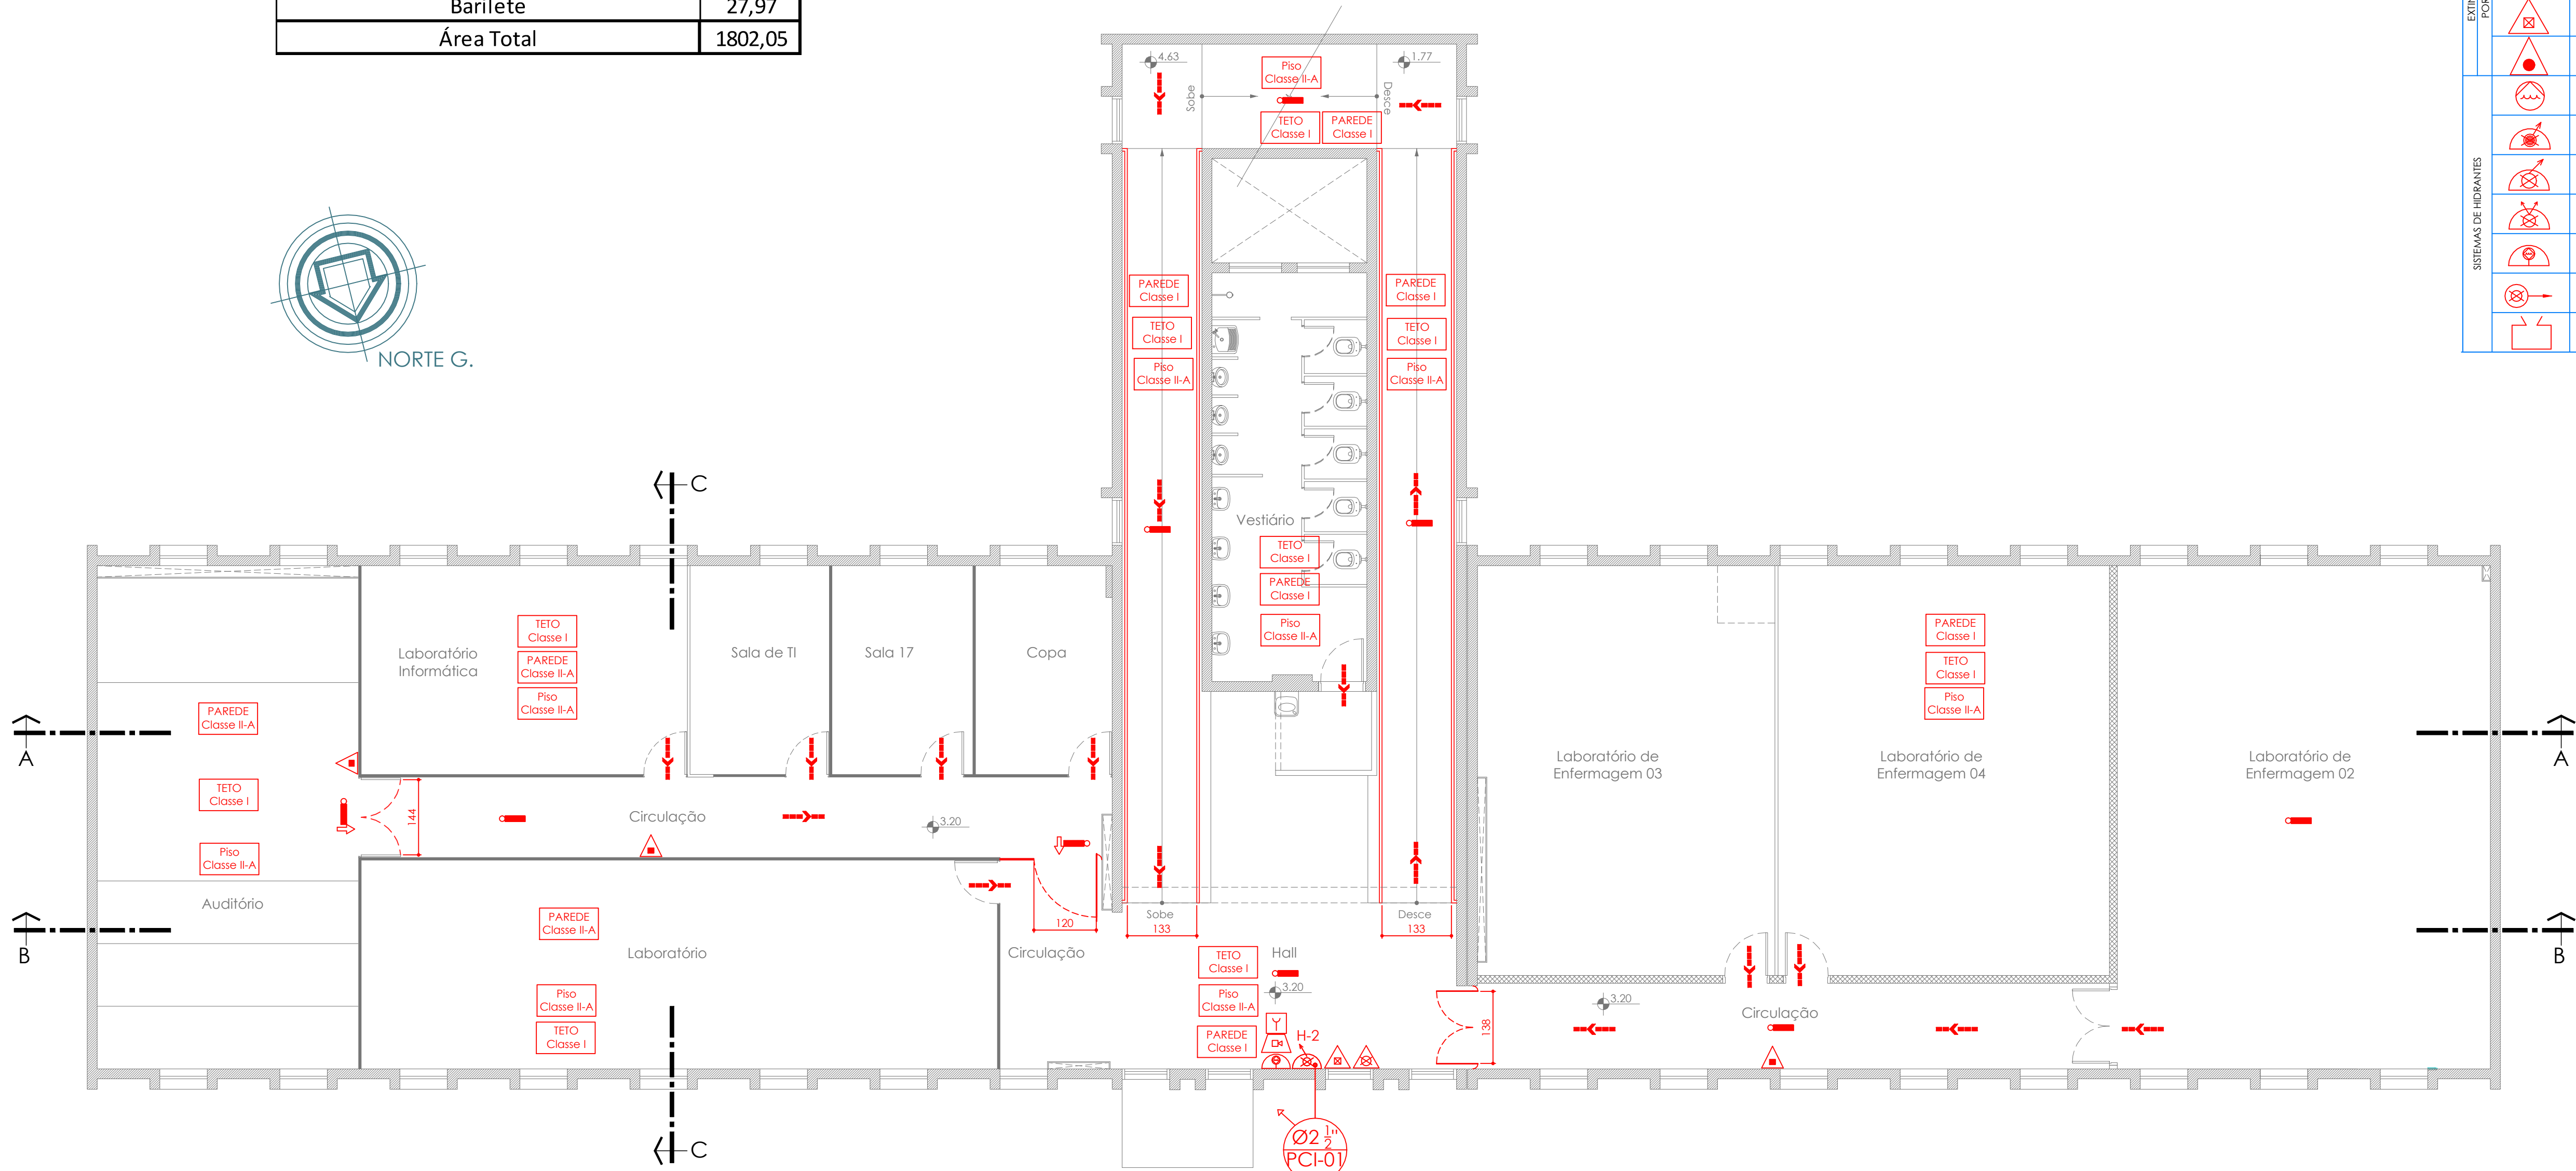 Barilete 27,97
Área Total 1802,05
EXTIN
POR
SISTEMAS DE HIDRANTES
NORTE G.
4.63
Sobe
Piso
Classe II-A
TETO
Classe I
PAREDE
Classe I
Desce
1.77
PAREDE
Classe I
TETO
Classe I
Piso
Classe II-A
PAREDE
Classe I
TETO
Classe I
Piso
Classe II-A
Vestiário
TETO
Classe I
PAREDE
Classe I
Piso
Classe II-A
C
Laboratório
Informática
TETO
Classe I
PAREDE
Classe II-A
Piso
Classe II-A
Sala de TI
Sala 17
Copa
PAREDE
Classe II-A
TETO
Classe I
Piso
Classe II-A
Auditório
A
B
144
Circulação
3.20
120
Circulação
PAREDE
Classe II-A
Laboratório
Piso
Classe II-A
TETO
Classe I
C
Sobe
133
Desce
133
Hall
TETO
Classe I
Piso
Classe II-A
PAREDE
Classe I
3.20
H-2
Ø2 1/2"
PCI-01
138
3.20
Circulação
Laboratório de
Enfermagem 03
PAREDE
Classe I
TETO
Classe I
Piso
Classe II-A
Laboratório de
Enfermagem 04
Laboratório de
Enfermagem 02
A
B